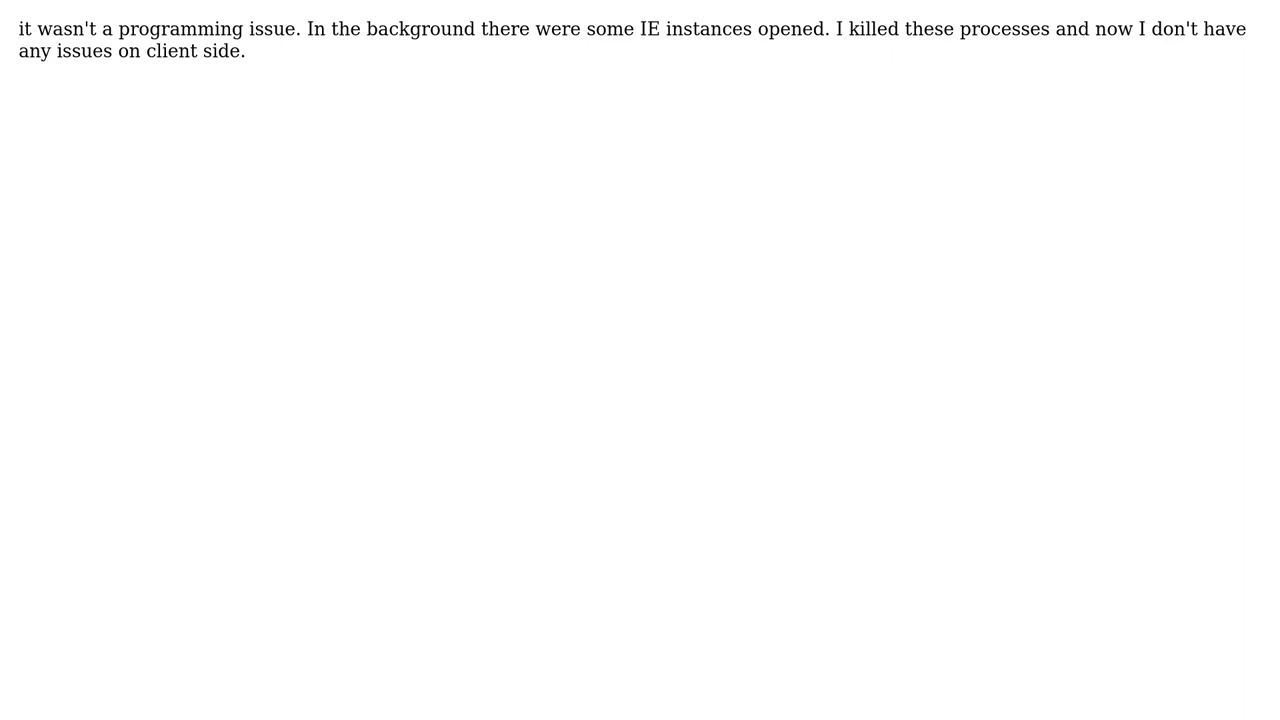 it wasn't a programming issue. In the background there were some IE instances opened. I killed these processes and now I don't have
any issues on client side.